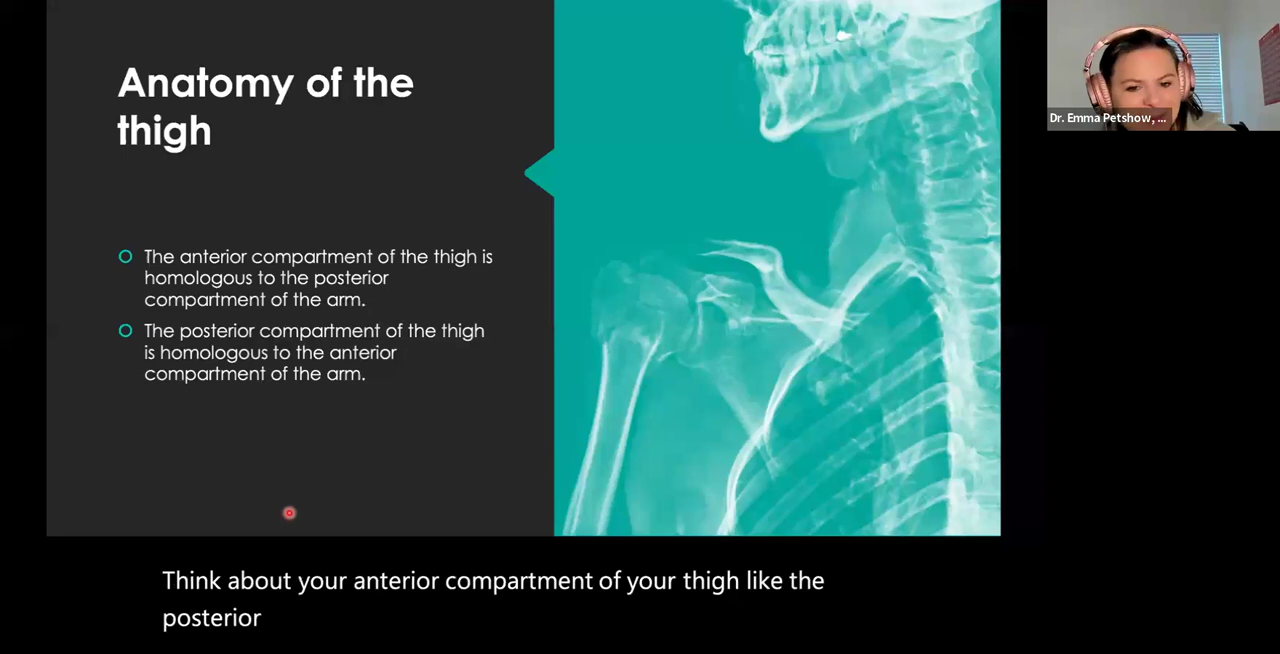 Anatomy of the
thigh
The anterior compartment of the thigh is
homologous to the posterior
compartment of the arm.
The posterior compartment of the thigh
is homologous to the anterior
compartment of the arm.
Dr. Emma Petshow, ...
Think about your anterior compartment of your thigh like the
posterior